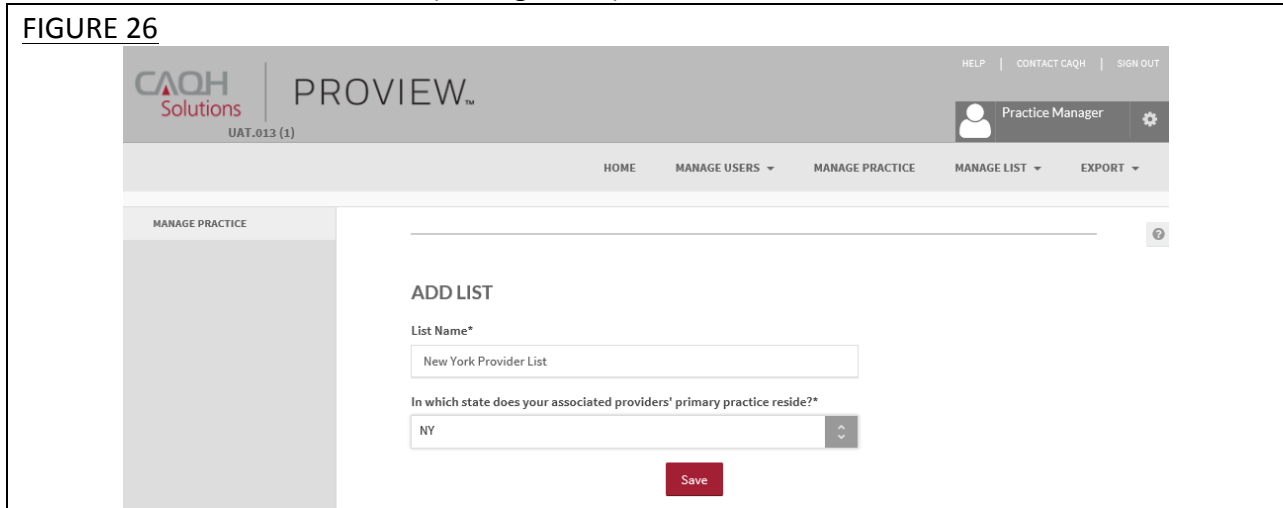 FIGURE 26
CAQH
Solutions
PROVIEW™
UAT.013 (1)
HELP | CONTACT CAQH | SIGN OUT
Practice Manager
HOME MANAGE USERS MANAGE PRACTICE MANAGE LIST EXPORT
MANAGE PRACTICE
ADD LIST
List Name*
New York Provider List
In which state does your associated providers' primary practice reside?*
NY
Save